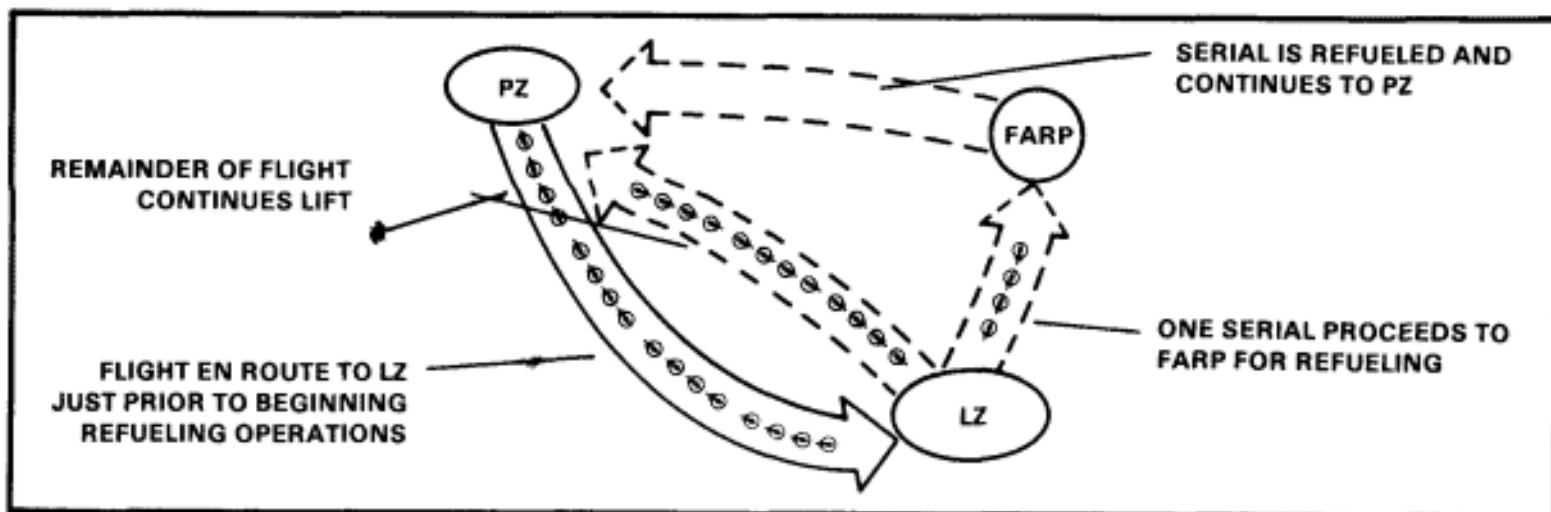 PZ
SERIAL IS REFUELED AND
CONTINUES TO PZ
FARP
REMAINDER OF FLIGHT
CONTINUES LIFT
FLIGHT EN ROUTE TO LZ
JUST PRIOR TO BEGINNING
REFUELING OPERATIONS
LZ
ONE SERIAL PROCEEDS TO
FARP FOR REFUELING